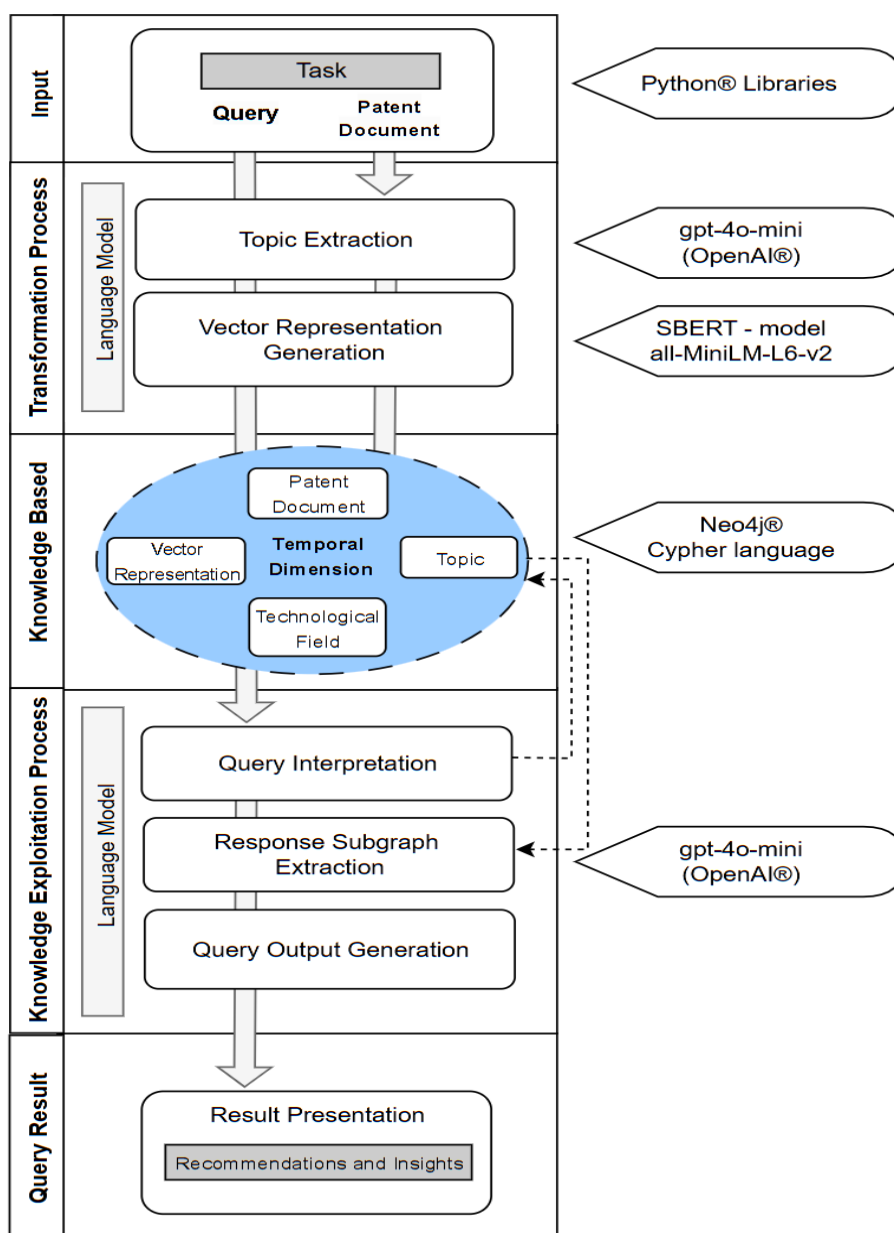 Input
Task
Query
Patent
Document
Python® Libraries
Transformation Process
Language Model
Topic Extraction
gpt-4o-mini
(OpenAI®)
Vector Representation
Generation
SBERT - model
all-MiniLM-L6-v2
Knowledge Based
Patent
Document
Vector
Representation
Temporal
Dimension
Topic
Technological
Field
Neo4j®
Cypher language
Knowledge Exploitation Process
Language Model
Query Interpretation
Response Subgraph
Extraction
gpt-4o-mini
(OpenAI®)
Query Output Generation
Query Result
Result Presentation
Recommendations and Insights